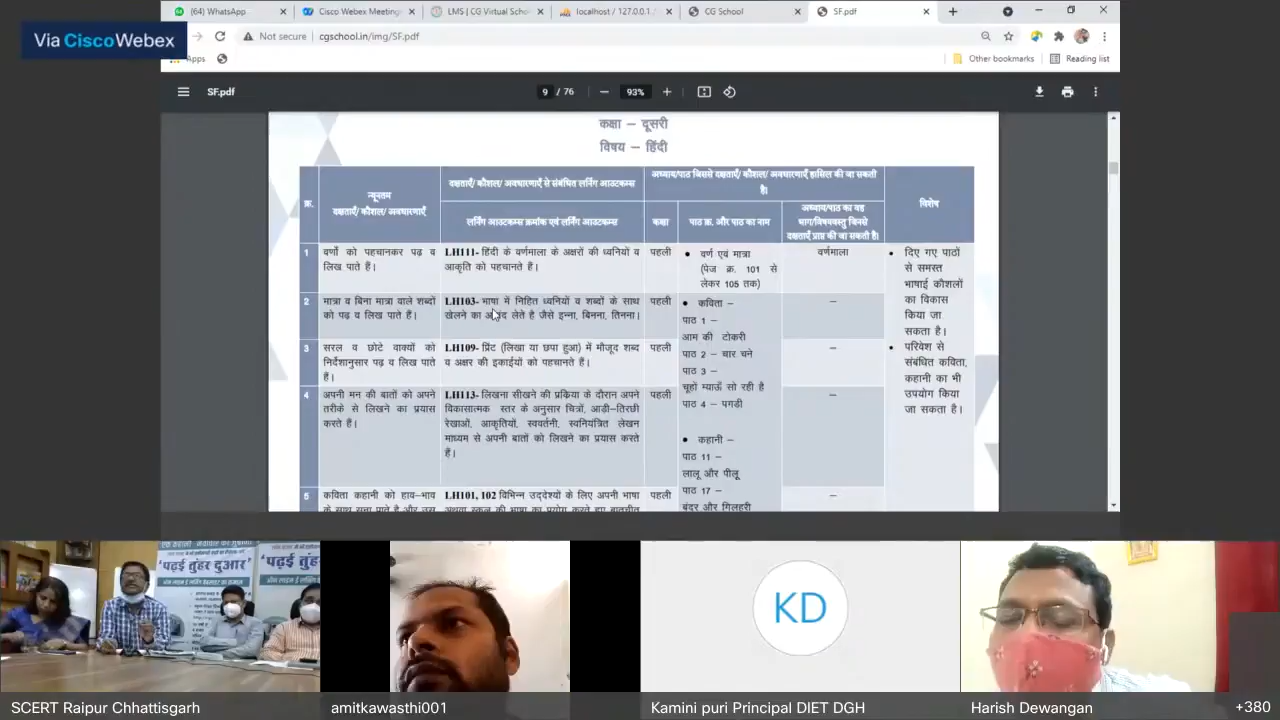 (64) WhatsApp
Cisco Webex Meeting
LMS | CG Virtual Scho
localhost / 127.0.0.1
CG School
SF.pdf
Via Cisco Webex
Not secure | cgschool.in/img/SF.pdf
Apps
Other bookmarks
Reading list
SF.pdf
9 / 76
93%
कक्षा – दूसरी
विषय – हिंदी
क्र.
न्यूनतम
दक्षताएँ/ कौशल/ अवधारणाएँ
दक्षताएँ/ कौशल/ अवधारणाएँ से संबंधित लर्निंग आउटकम्स
लर्निंग आउटकम्स क्रमांक एवं लर्निंग आउटकम्स
अध्याय/पाठ जिससे दक्षताएँ/ कौशल/ अवधारणाएँ हासिल की जा सकती
है।
कक्षा
पाठ क्र. और पाठ का नाम
अध्याय/पाठ का वह
भाग/विषयवस्तु जिनसे
दक्षताएँ प्राप्त की जा सकती है।
विशेष
1
वर्णों को पहचानकर पढ़ व
लिख पाते हैं।
LH111- हिंदी के वर्णमाला के अक्षरों की ध्वनियों व
आकृति को पहचानते हैं।
पहली
वर्णमाला
2
मात्रा व बिना मात्रा वाले शब्दों
को पढ़ व लिख पाते हैं।
LH103- भाषा में निहित ध्वनियों व शब्दों के साथ
खेलने का आनंद लेते है जैसे इन्ना, बिनना, तिनना।
पहली
–
3
सरल व छोटे वाक्यों को
निर्देशानुसार पढ़ व लिख पाते
हैं।
LH109- प्रिंट (लिखा या छपा हुआ) में मौजूद शब्द
व अक्षर की इकाईयों को पहचानते हैं।
पहली
–
4
अपनी मन की बातों को अपने
तरीके से लिखने का प्रयास
करते हैं।
LH113- लिखना सीखने की प्रक्रिया के दौरान अपने
विकासात्मक स्तर के अनुसार चित्रों, आडी–तिरछी
रेखाओं, आकृतियों, स्ववर्तनी, स्वनियंत्रित लेखन
माध्यम से अपनी बातों को लिखने का प्रयास करते
हैं।
पहली
–
5
कविता कहानी को हाव–भाव
के साथ सुना पाते है और उस
LH101, 102 विभिन्न उद्देश्यों के लिए अपनी भाषा
पहली
–
• वर्ण एवं मात्रा
(पेज क्र. 101 से
लेकर 105 तक)
• कविता –
पाठ 1 –
आम की टोकरी
पाठ 2 – चार चने
पाठ 3 –
चूहों म्याऊँ सो रही है
पाठ 4 – पगडी
• कहानी –
पाठ 11 –
लालू और पीलू
पाठ 17 –
बंदर और गिलहरी
• दिए गए पाठों
से समस्त
भाषाई कौशलों
का विकास
किया जा
सकता है।
• परिवेश से
संबंधित कविता,
कहानी का भी
उपयोग किया
जा सकता है।
पढ़ई तुंहर दुआर
पढ़ई तुंह
KD
SCERT Raipur Chhattisgarh
amitkawasthi001
Kamini puri Principal DIET DGH
Harish Dewangan
+380